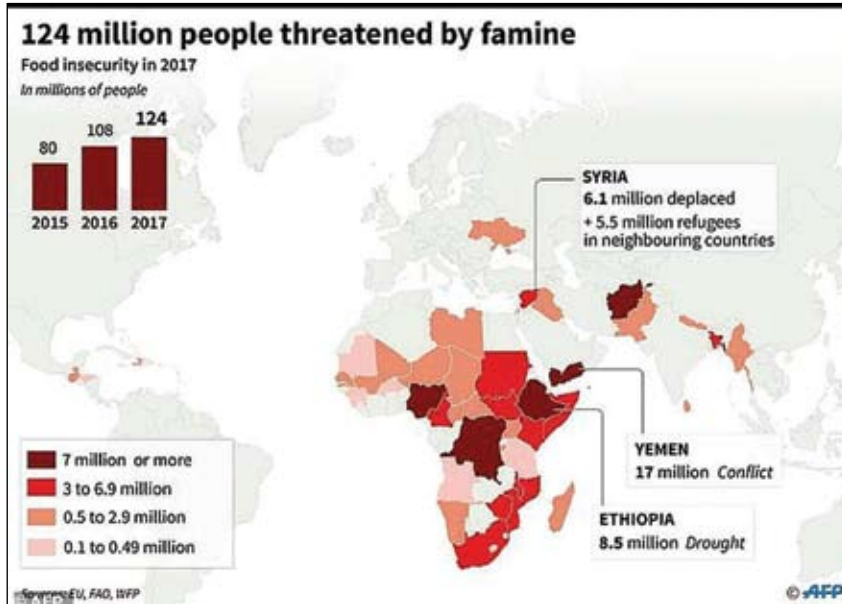 124 million people threatened by famine
Food insecurity in 2017
In millions of people
80
108
124
2015
2016
2017
SYRIA
6.1 million deplaced
+ 5.5 million refugees
in neighbouring countries
YEMEN
17 million Conflict
ETHIOPIA
8.5 million Drought
7 million or more
3 to 6.9 million
0.5 to 2.9 million
0.1 to 0.49 million
Sources: EU, FAO, WFP
© AFP